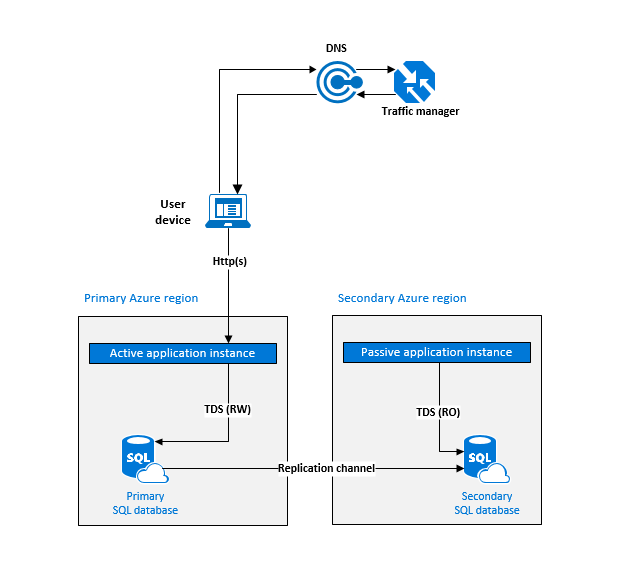 DNS
Traffic manager
User
device
Http(s)
Primary Azure region
Secondary Azure region
Active application instance
Passive application instance
TDS (RW)
TDS (RO)
SQL
SQL
Replication channel
Primary
SQL database
Secondary
SQL database